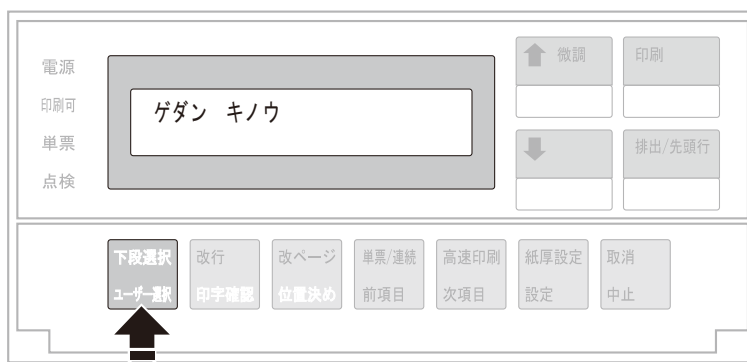 電源
印刷可
単票
点検
ゲダン キノウ
微調
印刷
排出/先頭行
下段選択
ユーザー選択
改行
印字確認
改ページ
位置決め
単票/連続
前項目
高速印刷
次項目
紙厚設定
設定
取消
中止